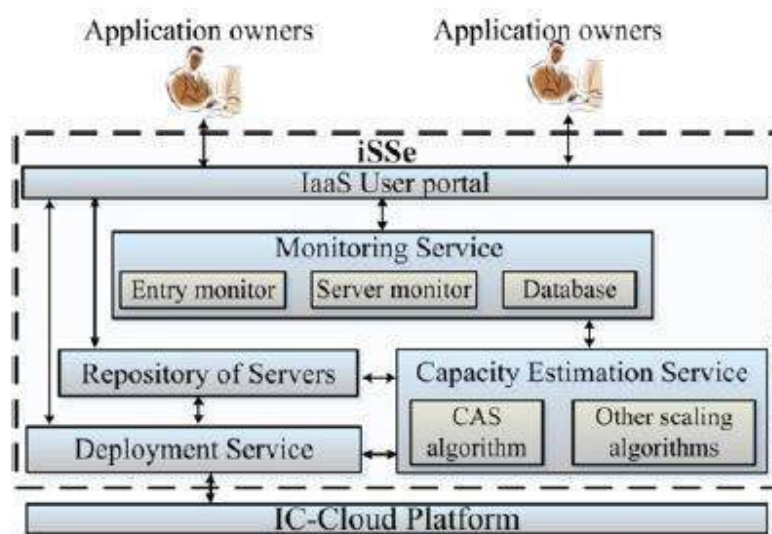 Application owners
Application owners
iSSe
IaaS User portal
Monitoring Service
Entry monitor
Server monitor
Database
Repository of Servers
Capacity Estimation Service
CAS
algorithm
Other scaling
algorithms
Deployment Service
IC-Cloud Platform